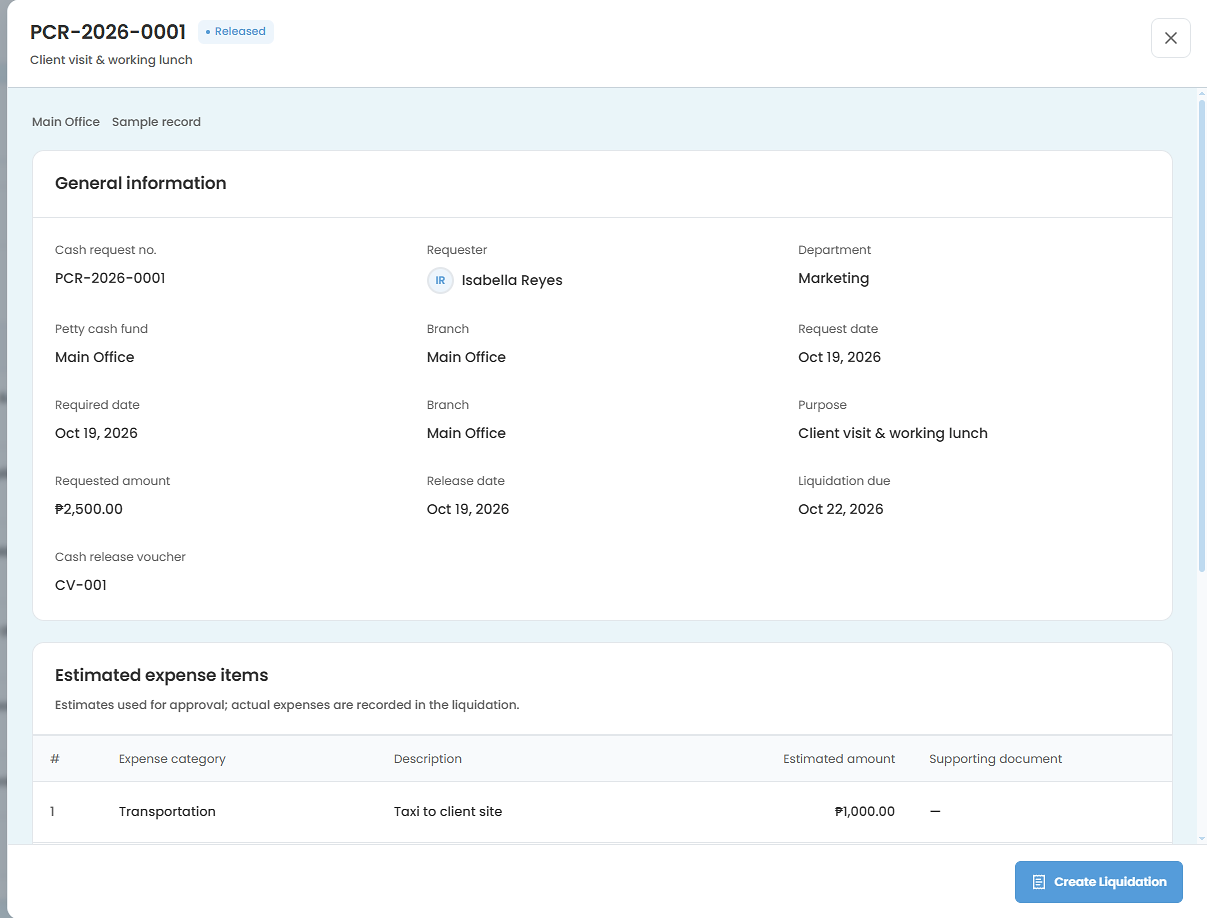 PCR-2026-0001 • Released
Client visit & working lunch
Main Office Sample record
General information
Cash request no. Requester Department
PCR-2026-0001 IR Isabella Reyes Marketing
Petty cash fund Branch Request date
Main Office Main Office Oct 19, 2026
Required date Branch Purpose
Oct 19, 2026 Main Office Client visit & working lunch
Requested amount Release date Liquidation due
₱2,500.00 Oct 19, 2026 Oct 22, 2026
Cash release voucher
CV-001
Estimated expense items
Estimates used for approval; actual expenses are recorded in the liquidation.
# Expense category Description Estimated amount Supporting document
1 Transportation Taxi to client site ₱1,000.00 —
Create Liquidation